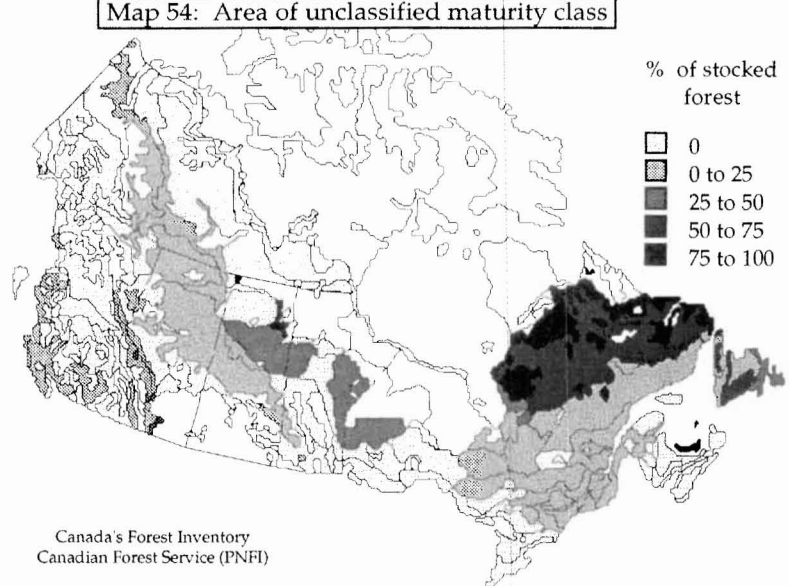 Map 54: Area of unclassified maturity class
% of stocked
forest
0
0 to 25
25 to 50
50 to 75
75 to 100
Canada's Forest Inventory
Canadian Forest Service (PNFI)